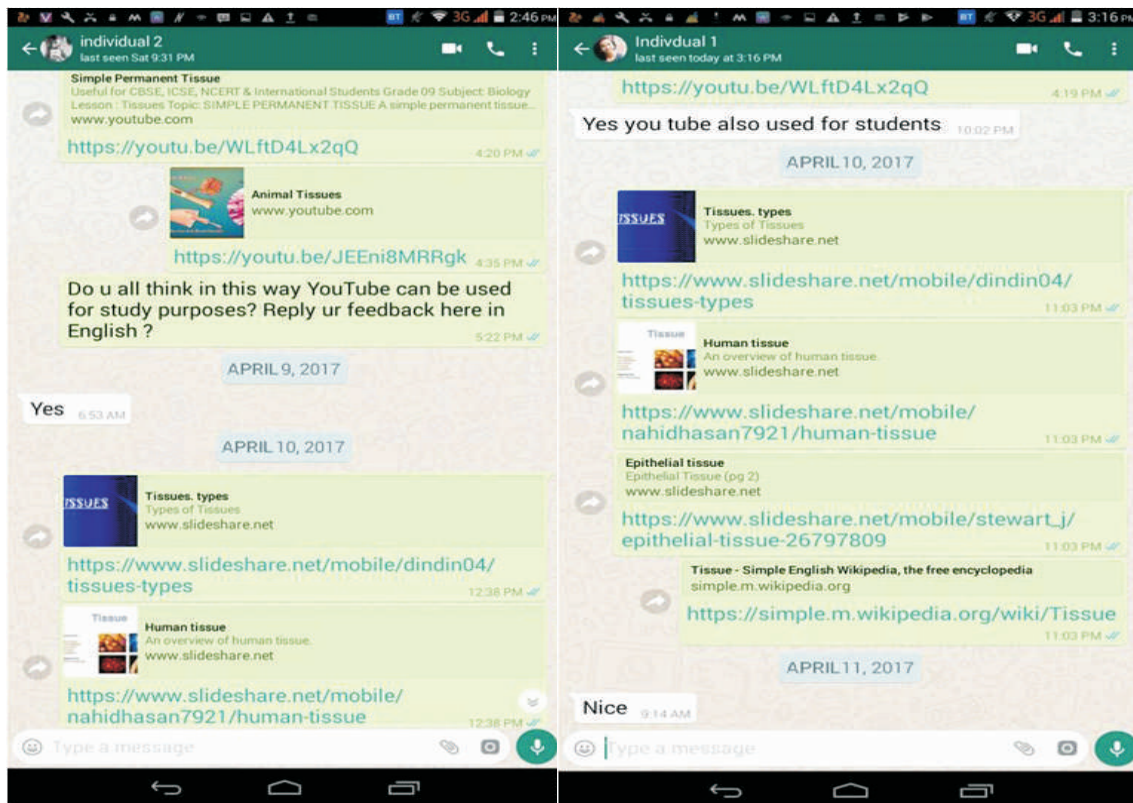 BT 3G 2:46 PM
individual 2
last seen Sat 9:31 PM
Simple Permanent Tissue
Useful for CBSE, ICSE, NCERT & International Students Grade 09 Subject: Biology
Lesson : Tissues Topic: SIMPLE PERMANENT TISSUE A simple permanent tissue...
www.youtube.com
https://youtu.be/WLftD4Lx2qQ
4:20 PM
Animal Tissues
www.youtube.com
https://youtu.be/JEEni8MRRgk
4:35 PM
Do u all think in this way YouTube can be used
for study purposes? Reply ur feedback here in
English ?
5:22 PM
APRIL 9, 2017
Yes 6:53 AM
APRIL 10, 2017
TISSUES
Tissues. types
Types of Tissues
www.slideshare.net
https://www.slideshare.net/mobile/dindin04/
tissues-types
12:38 PM
Tissue
Human tissue
An overview of human tissue.
www.slideshare.net
https://www.slideshare.net/mobile/
nahidhasan7921/human-tissue
12:38 PM
Type a message
BT 3G 3:16 PM
Indivdual 1
last seen today at 3:16 PM
https://youtu.be/WLftD4Lx2qQ
4:19 PM
Yes you tube also used for students 10:02 PM
APRIL 10, 2017
TISSUES
Tissues. types
Types of Tissues
www.slideshare.net
https://www.slideshare.net/mobile/dindin04/
tissues-types
11:03 PM
Tissue
Human tissue
An overview of human tissue.
www.slideshare.net
https://www.slideshare.net/mobile/
nahidhasan7921/human-tissue
11:03 PM
Epithelial tissue
Epithelial Tissue (pg 2)
www.slideshare.net
https://www.slideshare.net/mobile/stewart_j/
epithelial-tissue-26797809
11:03 PM
Tissue - Simple English Wikipedia, the free encyclopedia
simple.m.wikipedia.org
https://simple.m.wikipedia.org/wiki/Tissue
11:03 PM
APRIL 11, 2017
Nice 9:14 AM
Type a message